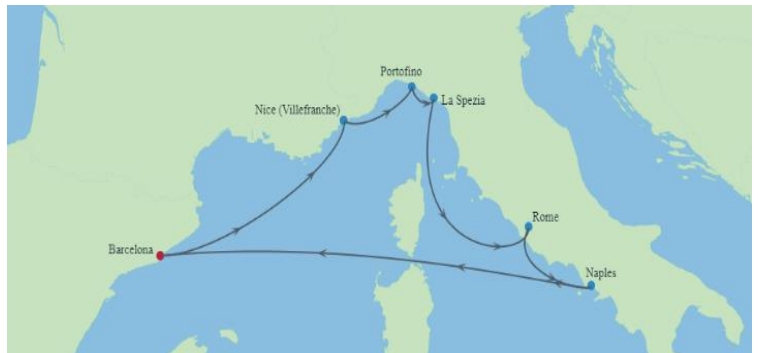 Portofino
La Spezia
Nice (Villefranche)
Rome
Barcelona
Naples